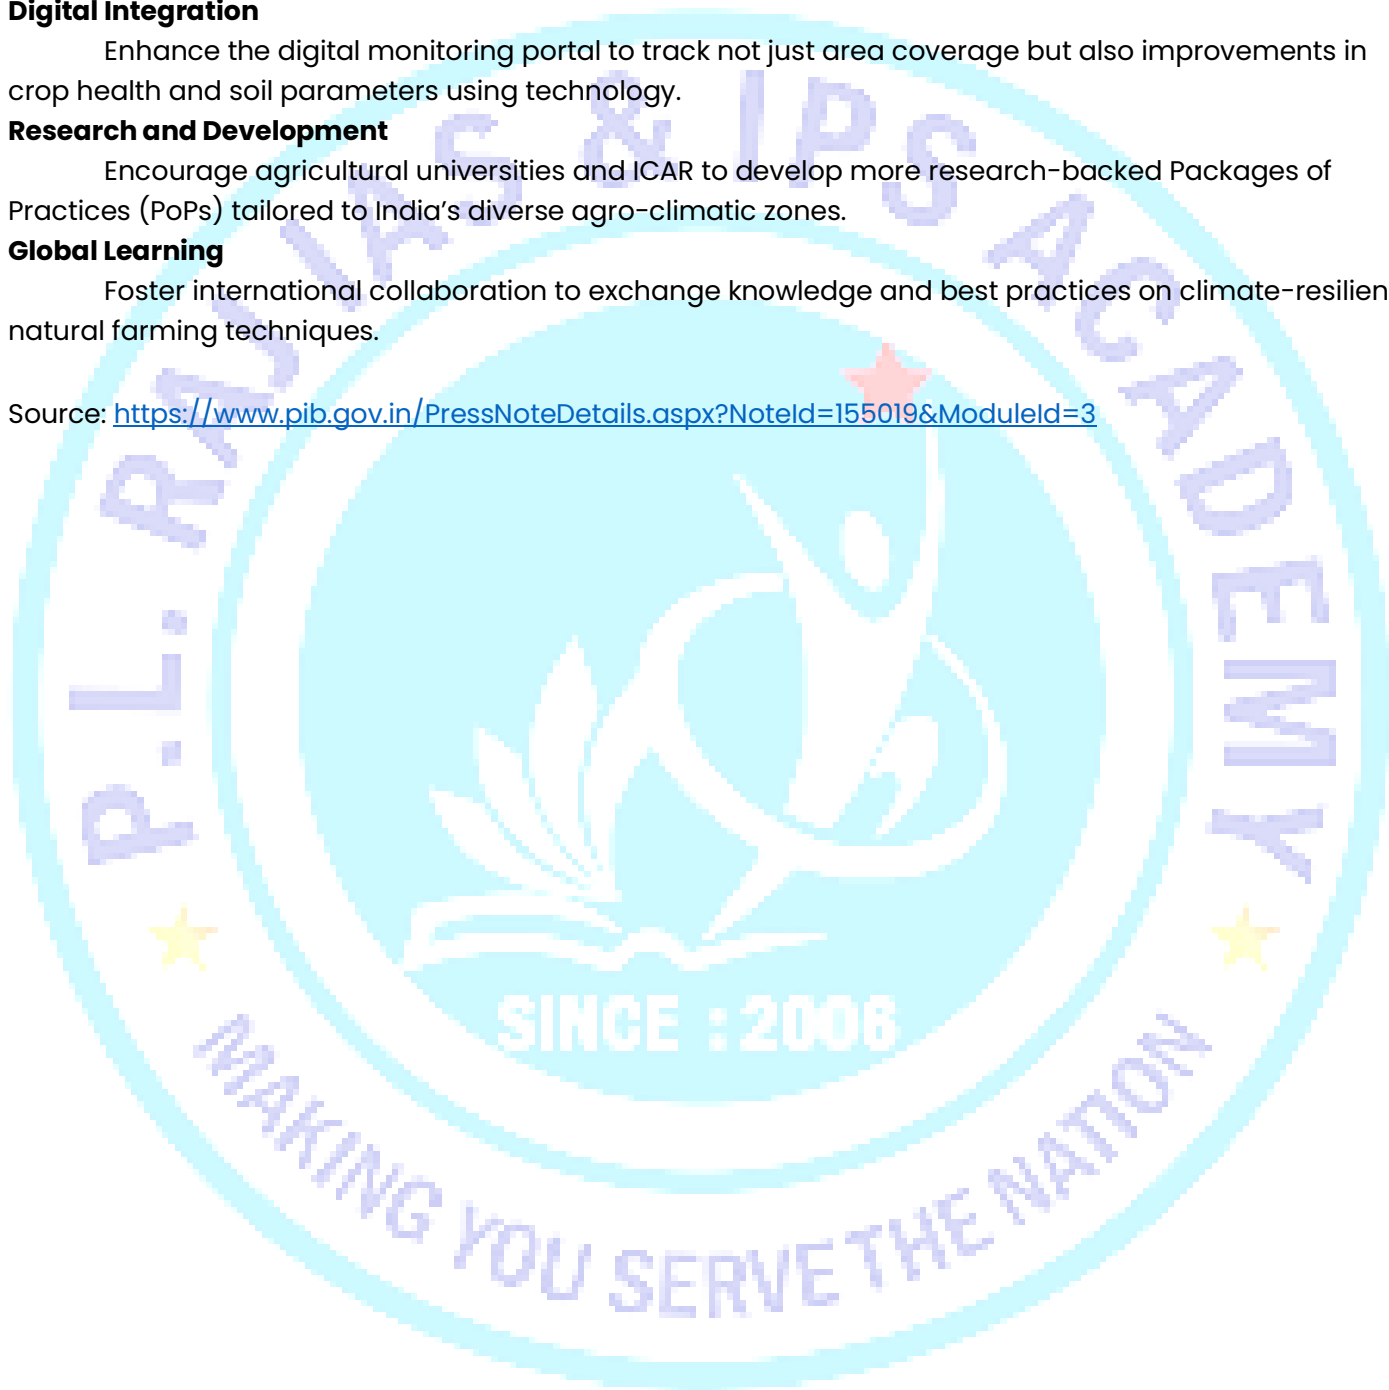 Digital Integration
Enhance the digital monitoring portal to track not just area coverage but also improvements in
crop health and soil parameters using technology.
Research and Development
Encourage agricultural universities and ICAR to develop more research-backed Packages of
Practices (PoPs) tailored to India’s diverse agro-climatic zones.
Global Learning
Foster international collaboration to exchange knowledge and best practices on climate-resilien
natural farming techniques.
Source: https://www.pib.gov.in/PressNoteDetails.aspx?NoteId=155019&ModuleId=3
P.L. RAJ IAS & IPS ACADEMY
SINCE : 2006
MAKING YOU SERVE THE NATION